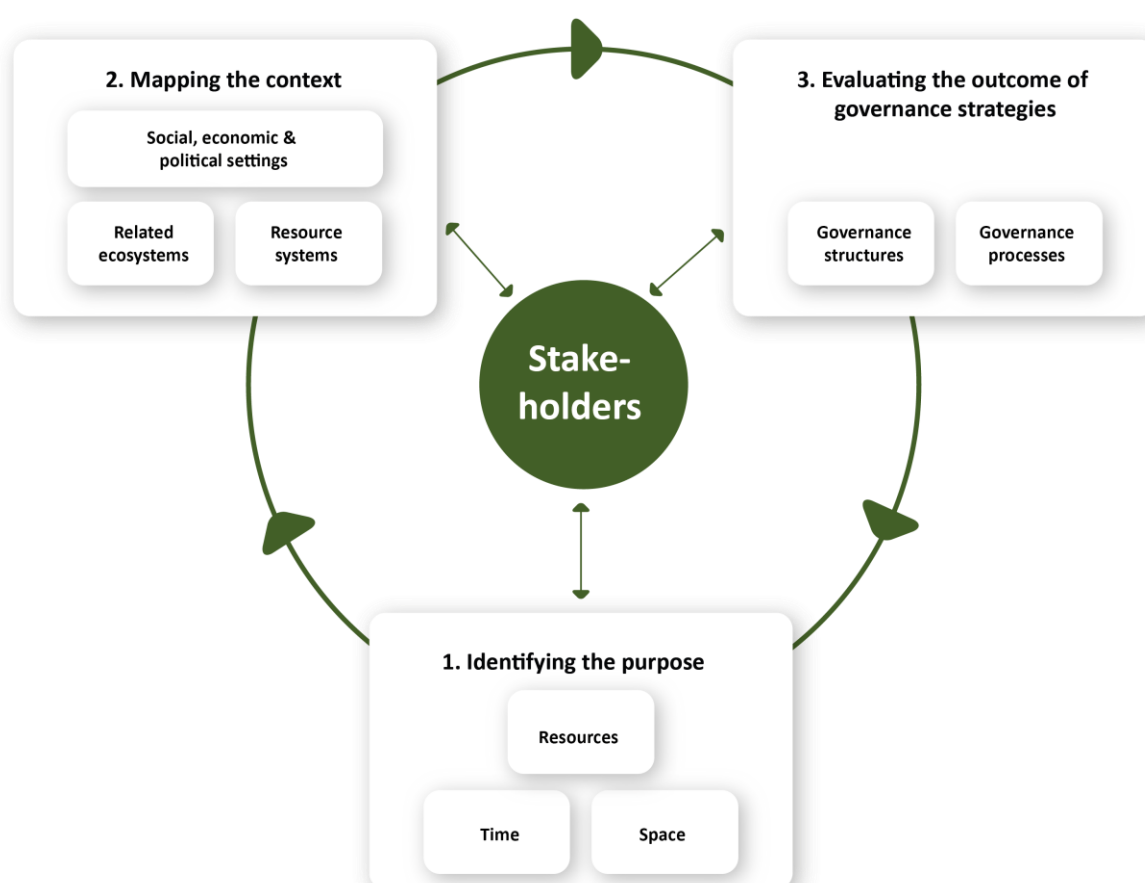 2. Mapping the context
Social, economic &
political settings
Related
ecosystems
Resource
systems
3. Evaluating the outcome of
governance strategies
Governance
structures
Governance
processes
Stake-
holders
1. Identifying the purpose
Resources
Time
Space